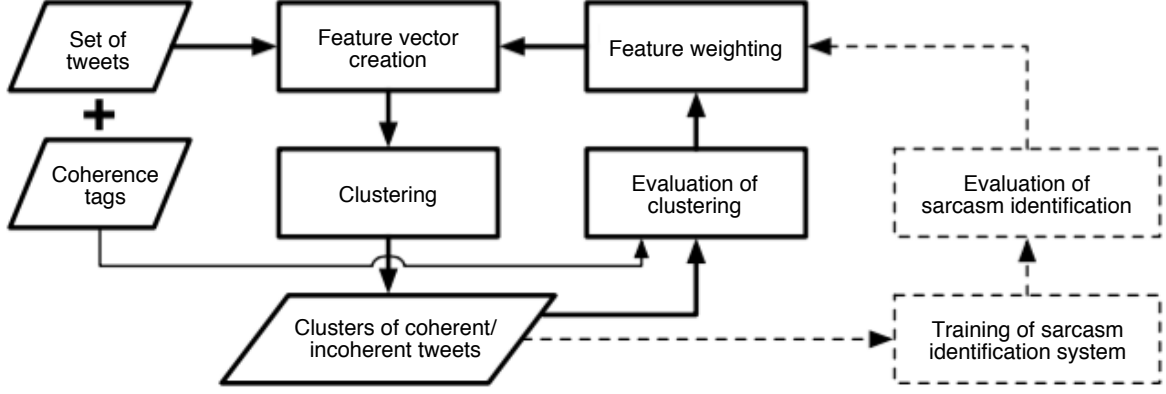 Set of
tweets
Feature vector
creation
Feature weighting
+
Coherence
tags
Clustering
Evaluation of
clustering
Evaluation of
sarcasm identification
Clusters of coherent/
incoherent tweets
Training of sarcasm
identification system